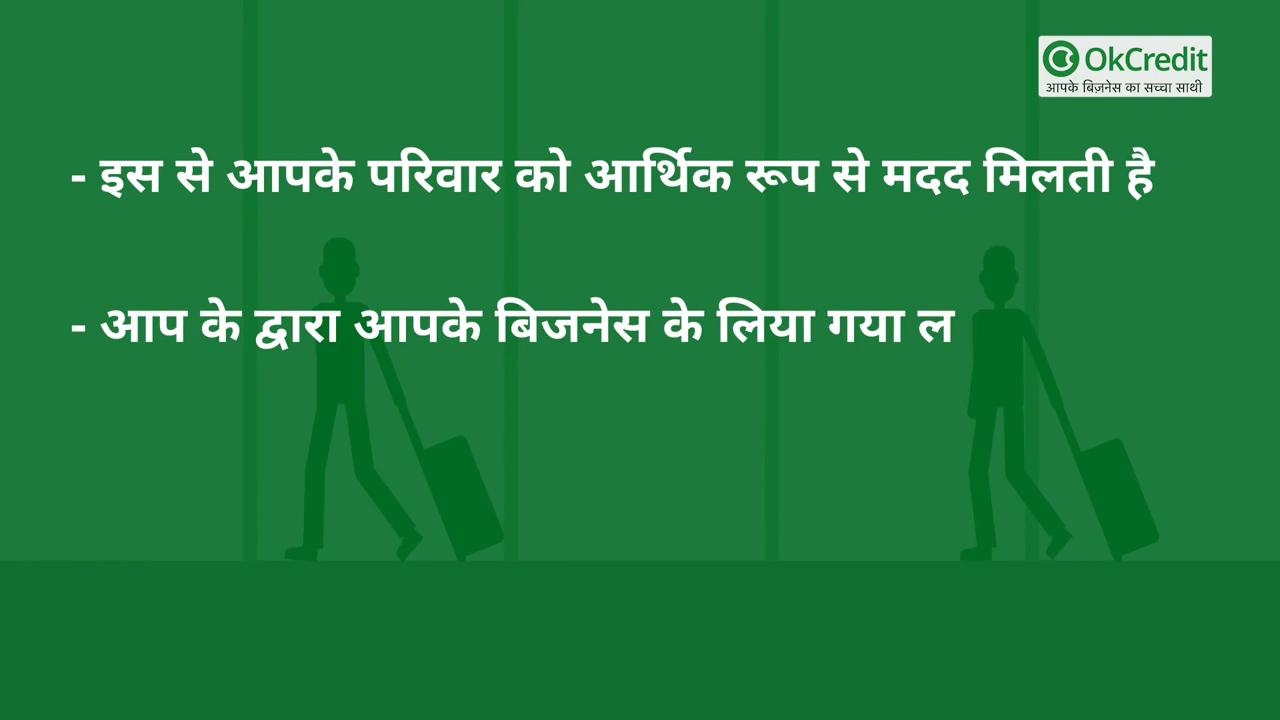 OkCredit
आपके बिज़नेस का सच्चा साथी
- इस से आपके परिवार को आर्थिक रूप से मदद मिलती है
- आप के द्वारा आपके बिजनेस के लिया गया ल